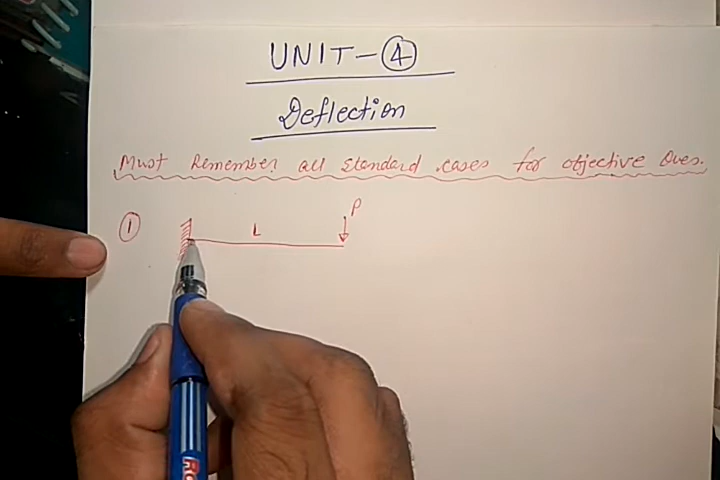 UNIT-4
Deflection
Must Remember all standard cases for objective Ques.
1
L
P